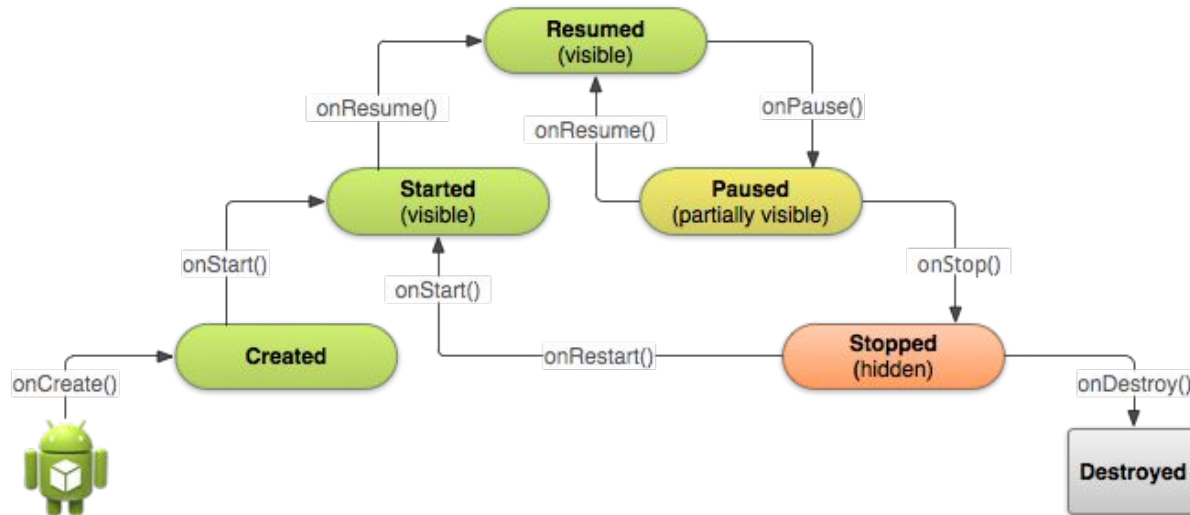 Resumed
(visible)
onResume()
onResume()
onPause()
Started
(visible)
Paused
(partially visible)
onStart()
onStart()
onStop()
Created
onRestart()
Stopped
(hidden)
onCreate()
onDestroy()
Destroyed